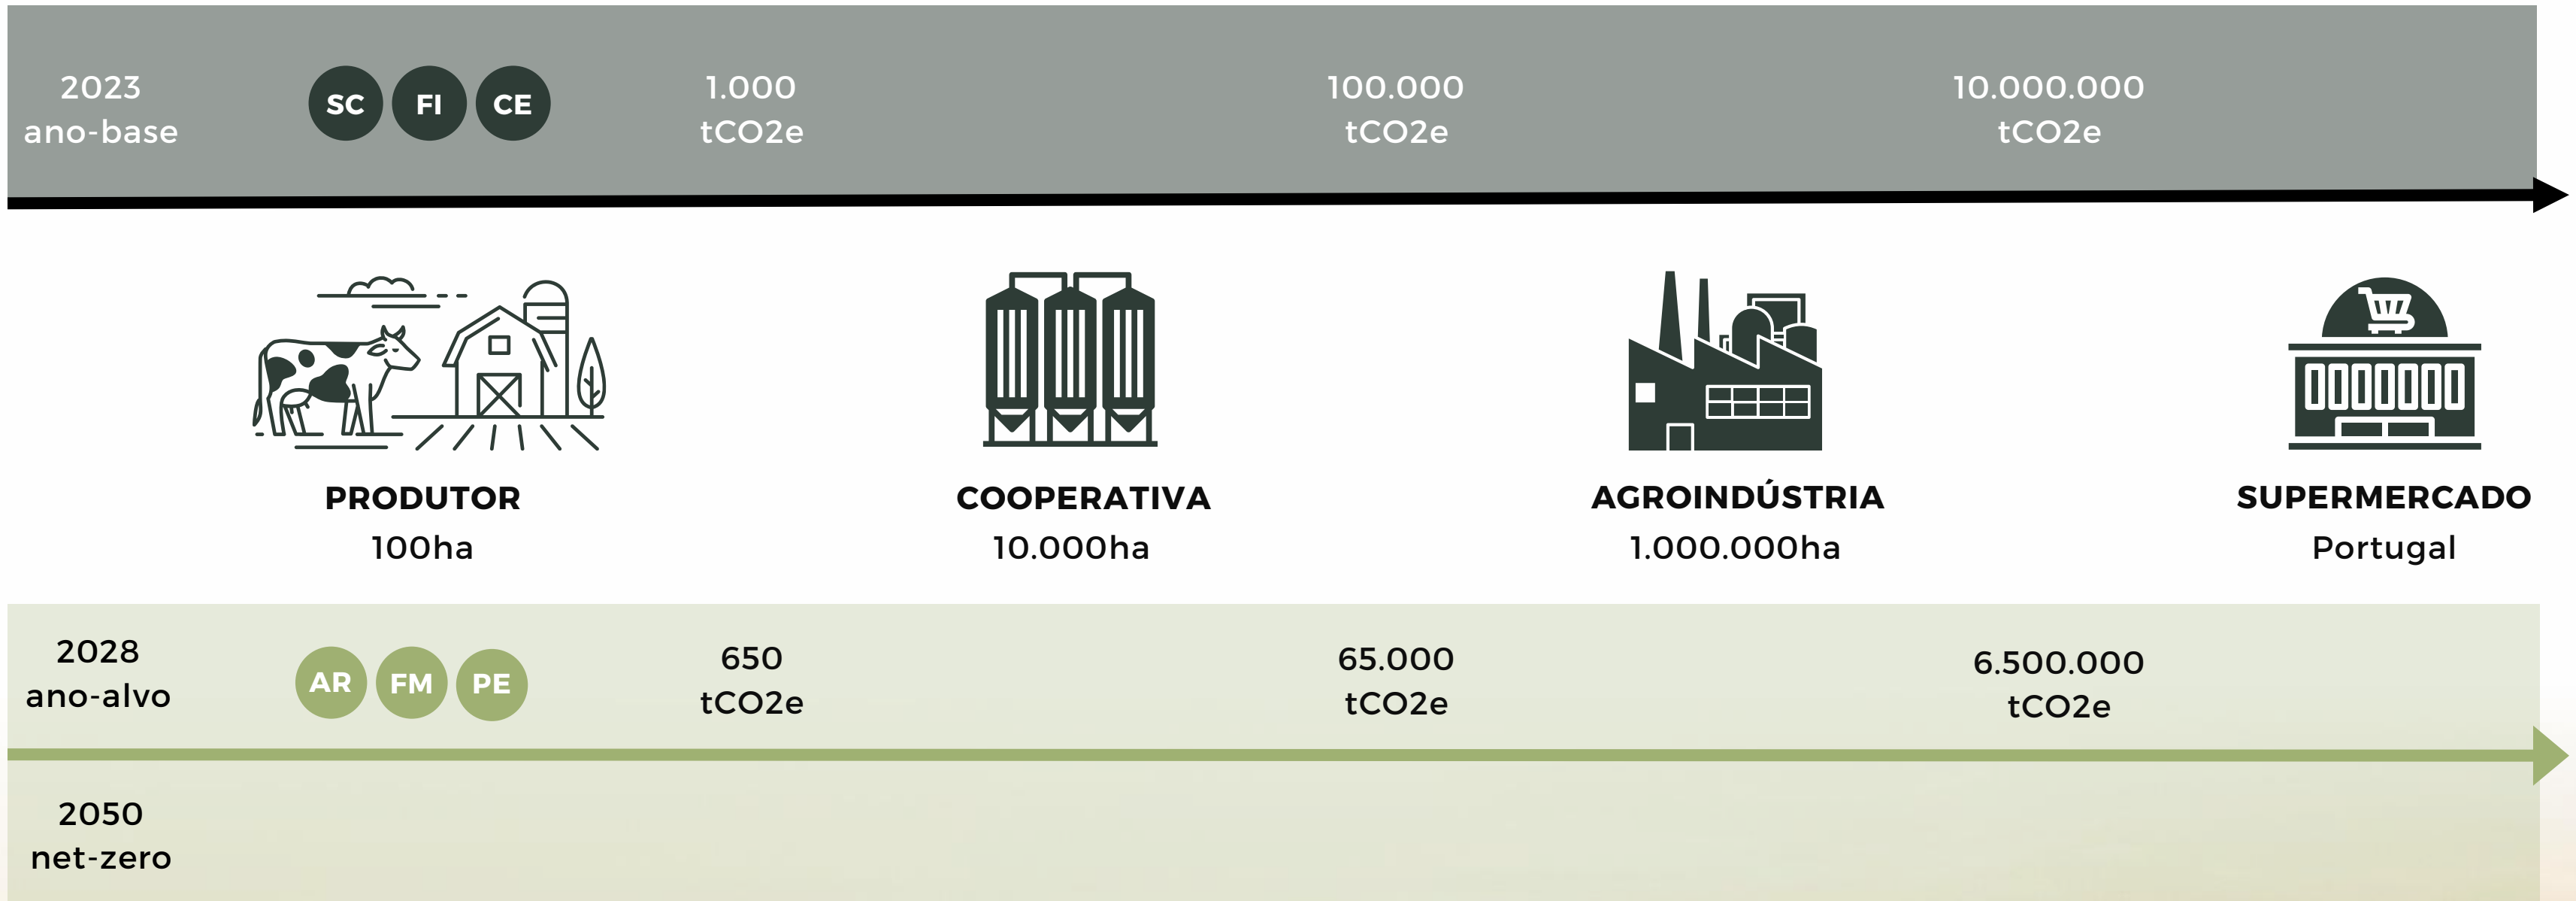 2023
ano-base
SC FI CE
1.000
tCO2e
100.000
tCO2e
10.000.000
tCO2e
PRODUTOR
100ha
COOPERATIVA
10.000ha
AGROINDÚSTRIA
1.000.000ha
SUPERMERCADO
Portugal
2028
ano-alvo
AR FM PE
650
tCO2e
65.000
tCO2e
6.500.000
tCO2e
2050
net-zero